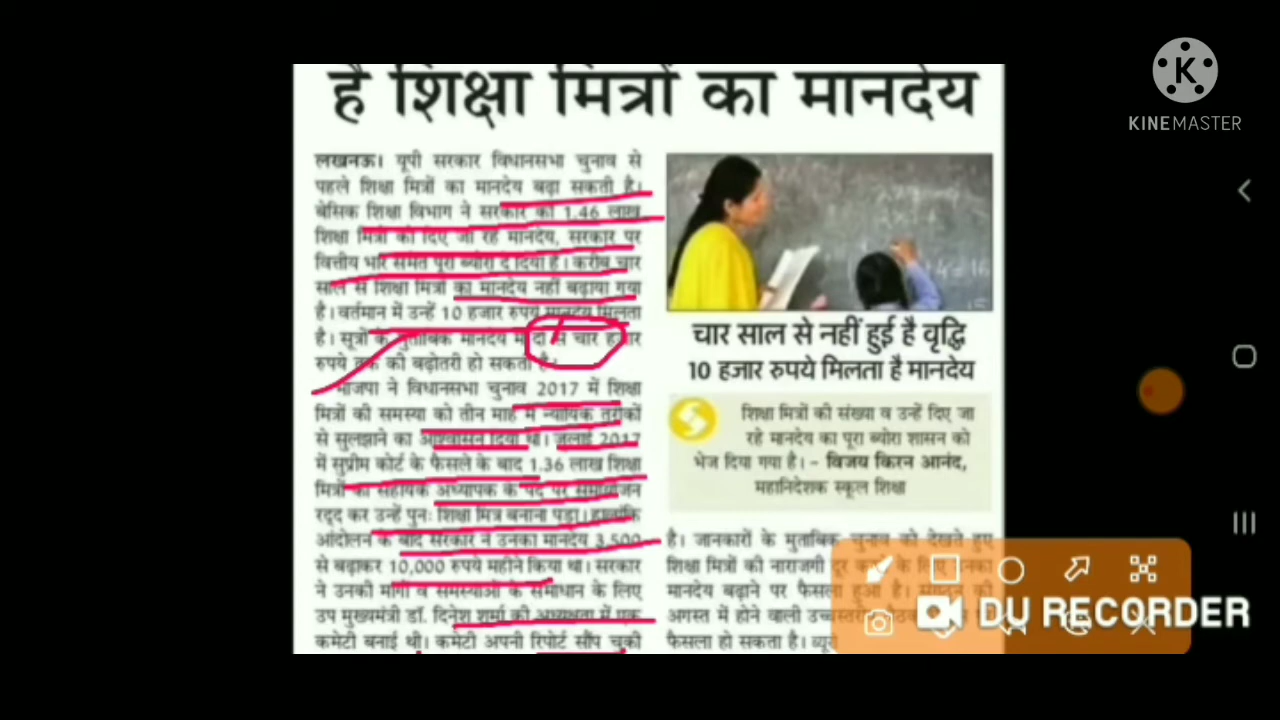 है शिक्षा मित्रों का मानदेय
लखनऊ। यूपी सरकार विधानसभा चुनाव से
पहले शिक्षा मित्रों का मानदेय बढ़ा सकती है।
बेसिक शिक्षा विभाग ने सरकार को 1.46 लाख
शिक्षा मित्रों को दिए जा रहे मानदेय, सरकार पर
वित्तीय भार समेत पूरा ब्योरा दे दिया है। करीब चार
साल से शिक्षा मित्रों का मानदेय नहीं बढ़ाया गया
है। वर्तमान में उन्हें 10 हजार रुपये मानदेय मिलता
है। सूत्रों के मुताबिक मानदेय में दो से चार हजार
रुपये तक की बढ़ोतरी हो सकती है।
भाजपा ने विधानसभा चुनाव 2017 में शिक्षा
मित्रों की समस्या को तीन माह में न्यायिक तरीकों
से सुलझाने का आश्वासन दिया था। जुलाई 2017
में सुप्रीम कोर्ट के फैसले के बाद 1.36 लाख शिक्षा
मित्रों का सहायक अध्यापक के पद पर समायोजन
रद्द कर उन्हें पुनः शिक्षा मित्र बनाना पड़ा। हालांकि
आंदोलन के बाद सरकार ने उनका मानदेय 3,500
से बढ़ाकर 10,000 रुपये महीने किया था। सरकार
ने उनकी मांगों व समस्याओं के समाधान के लिए
उप मुख्यमंत्री डॉ. दिनेश शर्मा की अध्यक्षता में एक
कमेटी बनाई थी। कमेटी अपनी रिपोर्ट सौंप चुकी
चार साल से नहीं हुई है वृद्धि
10 हजार रुपये मिलता है मानदेय
शिक्षा मित्रों की संख्या व उन्हें दिए जा
रहे मानदेय का पूरा ब्योरा शासन को
भेज दिया गया है। - विजय किरन आनंद,
महानिदेशक स्कूल शिक्षा
है। जानकारों के मुताबिक चुनाव को देखते हुए
शिक्षा मित्रों की नाराजगी दूर करने के लिए उनका
मानदेय बढ़ाने पर फैसला हुआ है।
अगस्त में होने वाली उच्चस्तरीय बैठक
फैसला हो सकता है। ब्यूरो
KINEMASTER
DU RECORDER